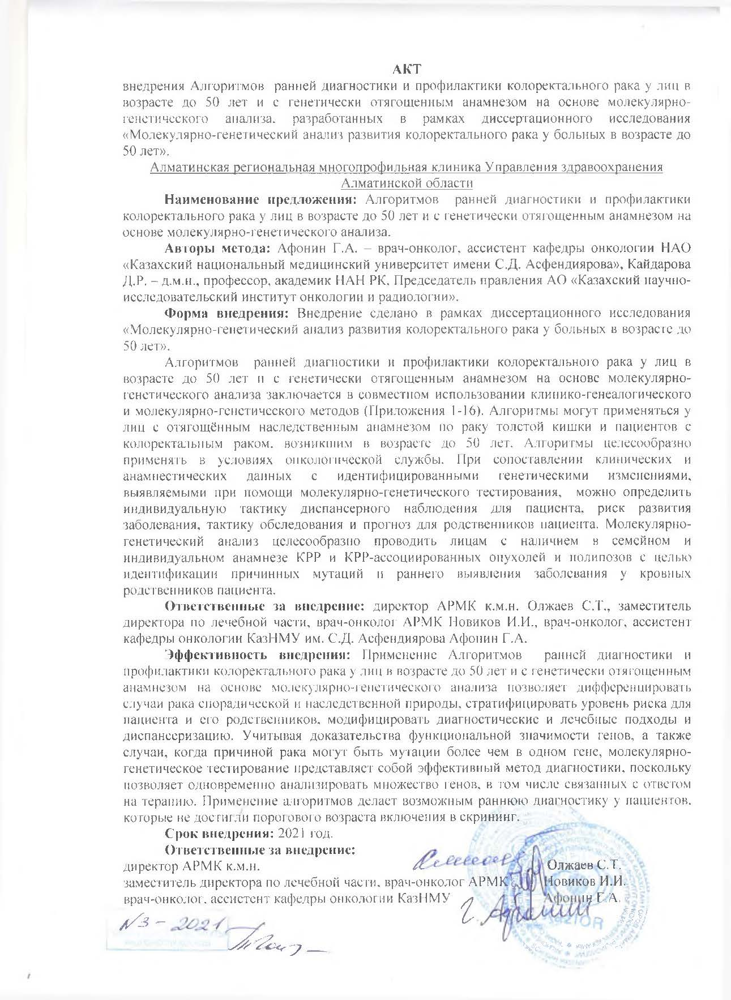 АКТ
внедрения Алгоритмов ранней диагностики и профилактики колоректального рака у лиц в
возрасте до 50 лет и с генетически отягощенным анамнезом на основе молекулярно-
генетического анализа, разработанных в рамках диссертационного исследования
«Молекулярно-генетический анализ развития колоректального рака у больных в возрасте до
50 лет».
Алматинская региональная многопрофильная клиника Управления здравоохранения
Алматинской области
Наименование предложения: Алгоритмов ранней диагностики и профилактики
колоректального рака у лиц в возрасте до 50 лет и с генетически отягощенным анамнезом на
основе молекулярно-генетического анализа.
Авторы метода: Афонин Г.А. – врач-онколог, ассистент кафедры онкологии НАО
«Казахский национальный медицинский университет имени С.Д. Асфендиярова», Кайдарова
Д.Р. – д.м.н., профессор, академик НАН РК, Председатель правления АО «Казахский научно-
исследовательский институт онкологии и радиологии».
Форма внедрения: Внедрение сделано в рамках диссертационного исследования
«Молекулярно-генетический анализ развития колоректального рака у больных в возрасте до
50 лет».
Алгоритмов ранней диагностики и профилактики колоректального рака у лиц в
возрасте до 50 лет и с генетически отягощенным анамнезом на основе молекулярно-
генетического анализа заключается в совместном использовании клинико-генеалогического
и молекулярно-генетического методов (Приложения 1-16). Алгоритмы могут применяться у
лиц с отягощённым наследственным анамнезом по раку толстой кишки и пациентов с
колоректальным раком, возникшим в возрасте до 50 лет. Алгоритмы целесообразно
применять в условиях онкологической службы. При сопоставлении клинических и
анамнестических данных с идентифицированными генетическими изменениями,
выявляемыми при помощи молекулярно-генетического тестирования, можно определить
индивидуальную тактику диспансерного наблюдения для пациента, риск развития
заболевания, тактику обследования и прогноз для родственников пациента. Молекулярно-
генетический анализ целесообразно проводить лицам с наличием в семейном и
индивидуальном анамнезе КРР и КРР-ассоциированных опухолей и полипозов с целью
идентификации причинных мутаций и раннего выявления заболевания у кровных
родственников пациента.
Ответственные за внедрение: директор АРМК к.м.н. Олжаев С.Т., заместитель
директора по лечебной части, врач-онколог АРМК Новиков И.И., врач-онколог, ассистент
кафедры онкологии КазНМУ им. С.Д. Асфендиярова Афонин Г.А.
Эффективность внедрения: Применение Алгоритмов ранней диагностики и
профилактики колоректального рака у лиц в возрасте до 50 лет и с генетически отягощенным
анамнезом на основе молекулярно-генетического анализа позволяет дифференцировать
случаи рака спорадической и наследственной природы, стратифицировать уровень риска для
пациента и его родственников, модифицировать диагностические и лечебные подходы и
диспансеризацию. Учитывая доказательства функциональной значимости генов, а также
случаи, когда причиной рака могут быть мутации более чем в одном гене, молекулярно-
генетическое тестирование представляет собой эффективный метод диагностики, поскольку
позволяет одновременно анализировать множество генов, в том числе связанных с ответом
на терапию. Применение алгоритмов делает возможным раннюю диагностику у пациентов,
которые не достигли порогового возраста включения в скрининг.
Срок внедрения: 2021 год.
Ответственные за внедрение:
директор АРМК к.м.н. Олжаев С.Т.
заместитель директора по лечебной части, врач-онколог АРМК Новиков И.И.
врач-онколог, ассистент кафедры онкологии КазНМУ Афонин Г.А.
№3 – 2021